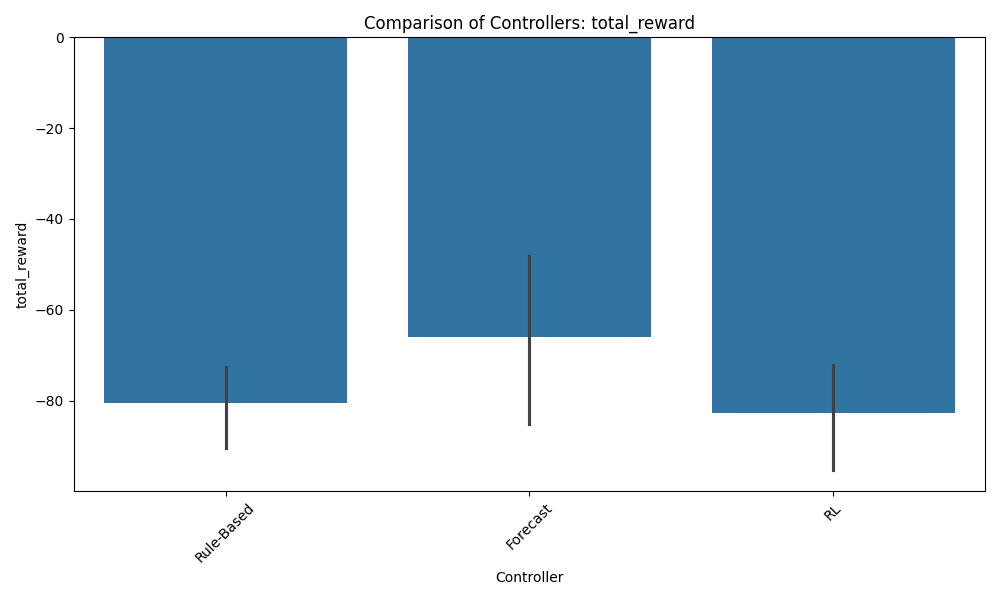 Comparison of Controllers: total_reward
0
−20
−40
−60
−80
total_reward
Rule-Based
Forecast
RL
Controller